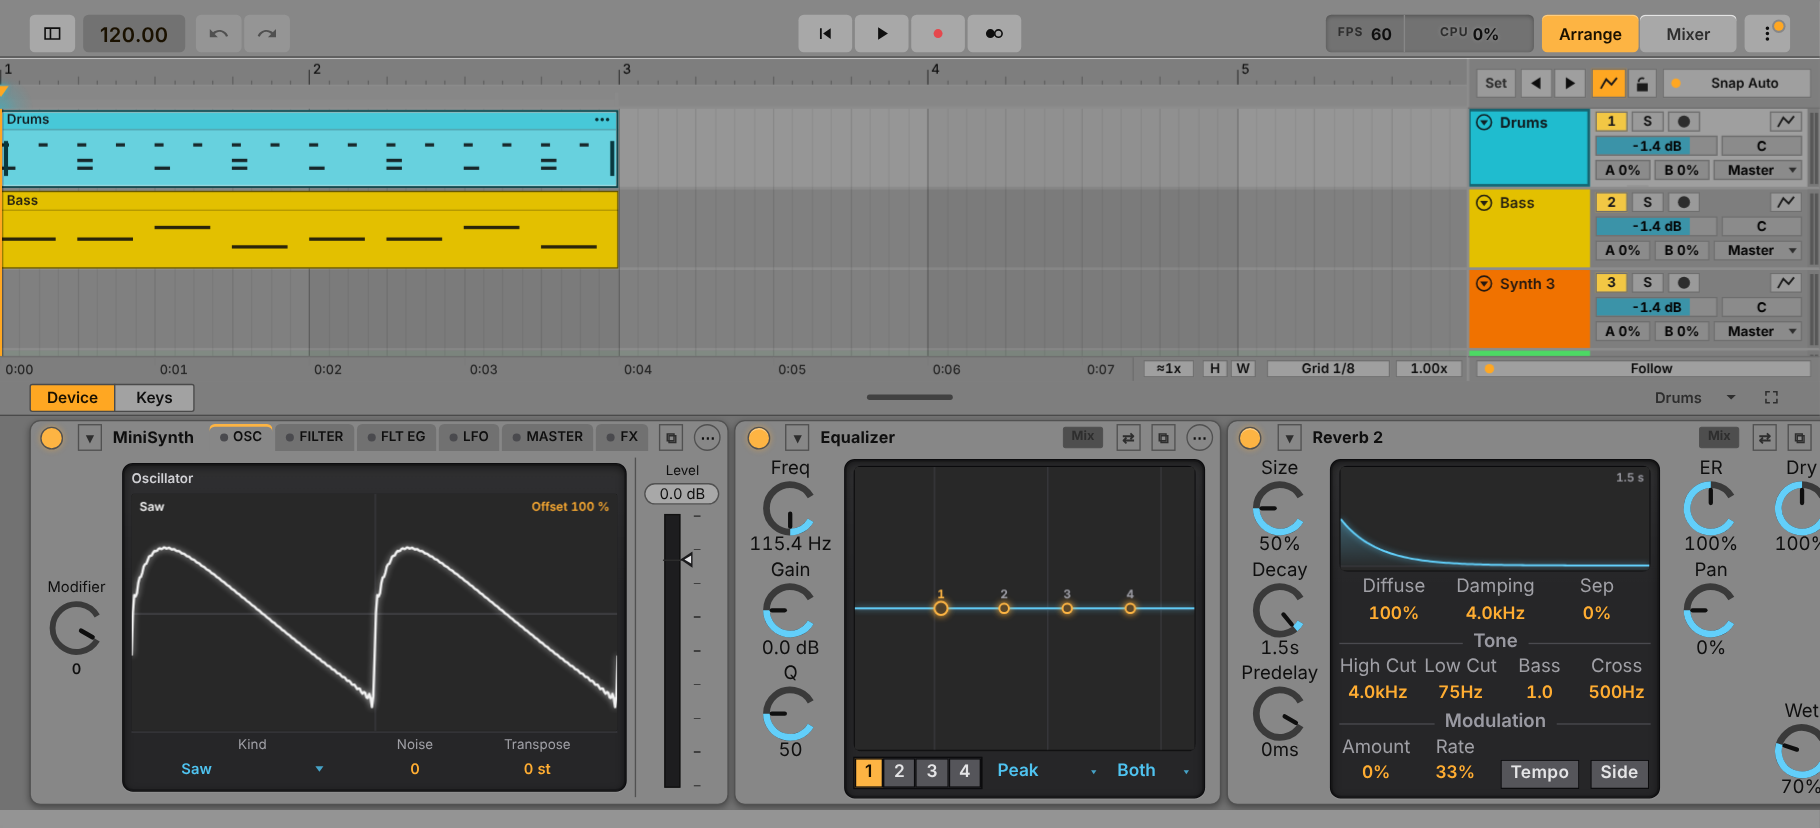 120.00
FPS 60
CPU 0%
Arrange
Mixer
1 2 3 4 5
Set
Snap Auto
Drums
Drums
1 S
-1.4 dB C
A 0% B 0% Master
Bass
Bass
2 S
-1.4 dB C
A 0% B 0% Master
Synth 3
3 S
-1.4 dB C
A 0% B 0% Master
0:00 0:01 0:02 0:03 0:04 0:05 0:06 0:07
≈1x H W Grid 1/8 1.00x
Follow
Device Keys
Drums
MiniSynth OSC FILTER FLT EG LFO MASTER FX
Oscillator
Saw Offset 100 %
Level
0.0 dB
Modifier
0
Kind Noise Transpose
Saw 0 0 st
Equalizer Mix
Freq
115.4 Hz
Gain
0.0 dB
Q
50
1 2 3 4
1 2 3 4 Peak Both
Reverb 2 Mix
Size
50%
Decay
1.5s
Predelay
0ms
1.5 s
Diffuse Damping Sep
100% 4.0kHz 0%
Tone
High Cut Low Cut Bass Cross
4.0kHz 75Hz 1.0 500Hz
Modulation
Amount Rate
0% 33% Tempo Side
ER
100%
Pan
0%
Dry
100%
Wet
70%